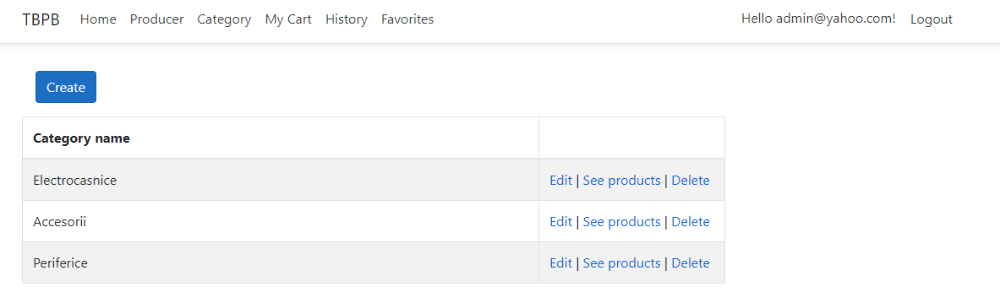 TBPB Home Producer Category My Cart History Favorites Hello admin@yahoo.com! Logout
Create
Category name
Electrocasnice Edit | See products | Delete
Accesorii Edit | See products | Delete
Periferice Edit | See products | Delete